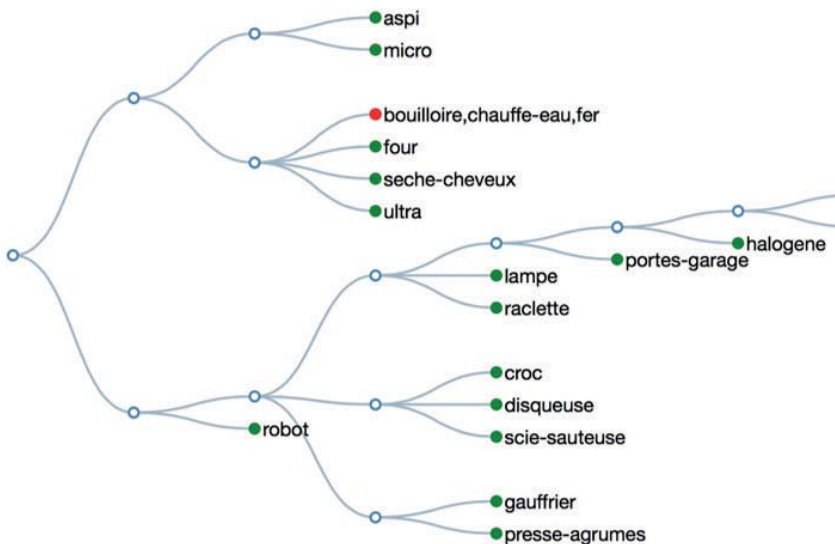 aspi
micro
bouilloire,chauffe-eau,fer
four
seche-cheveux
ultra
halogene
portes-garage
lampe
raclette
croc
disqueuse
scie-sauteuse
robot
gauffrier
presse-agrumes